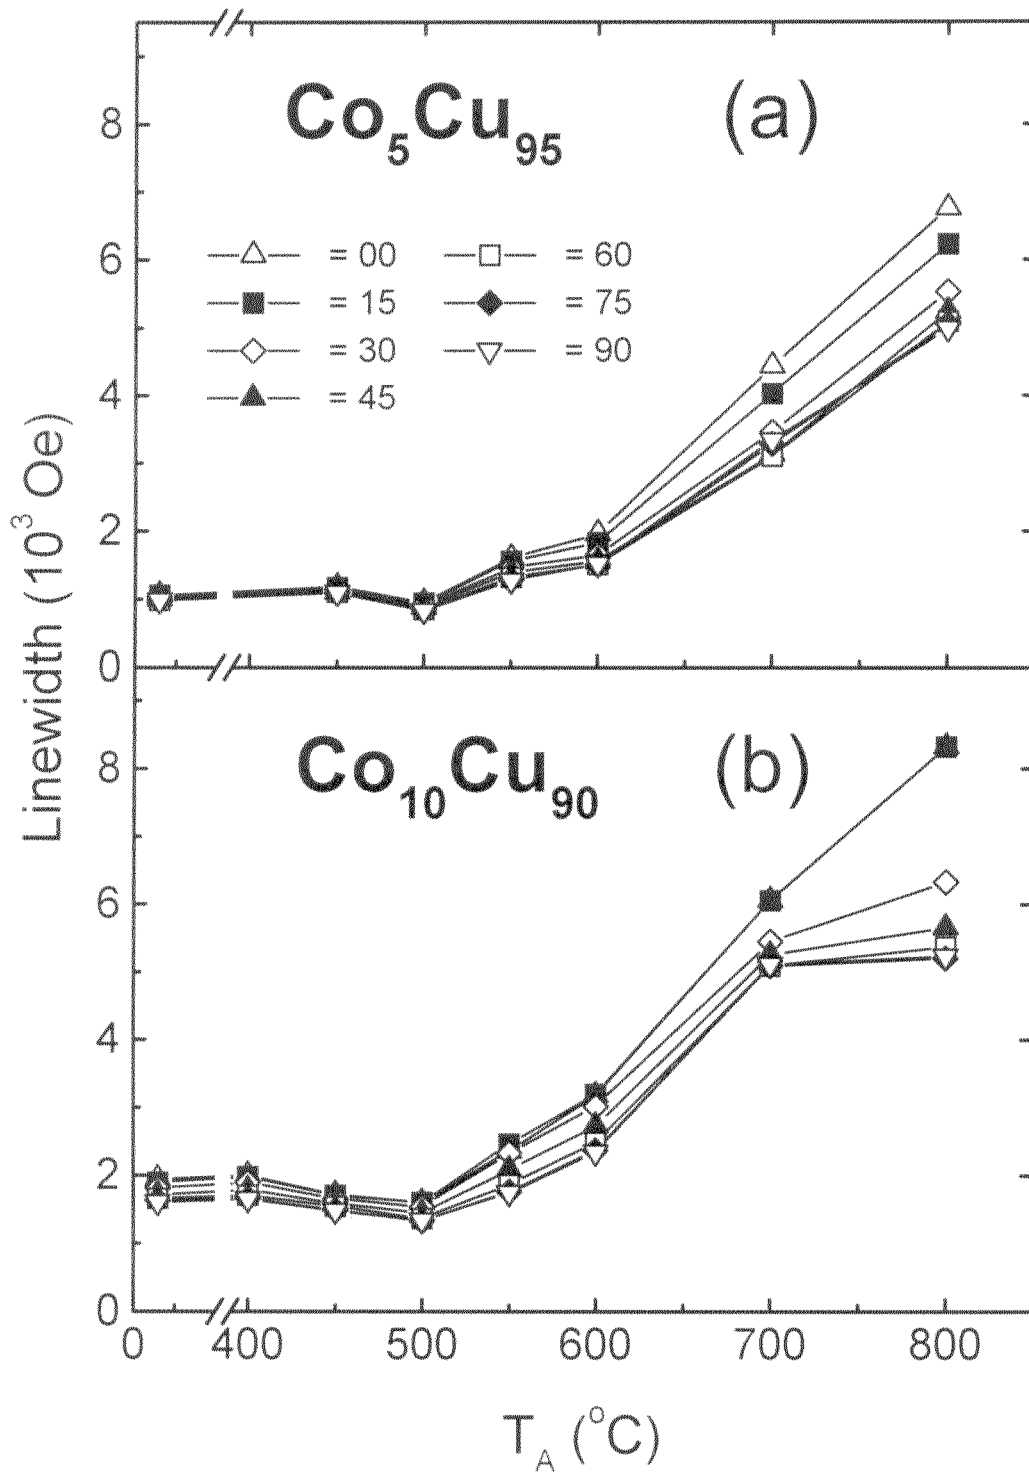 Co5Cu95 (a)
8
6
4
2
0
= 00 = 60
= 15 = 75
= 30 = 90
= 45
Linewidth (10³ Oe)
Co10Cu90 (b)
8
6
4
2
0
0 400 500 600 700 800
T_A (°C)